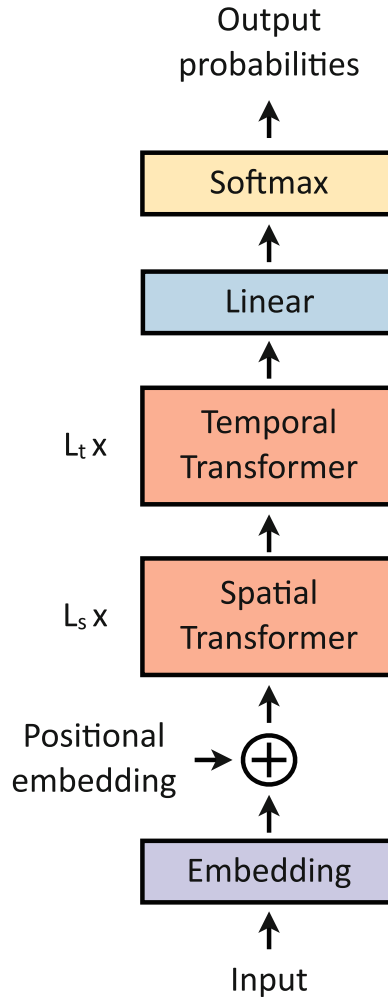 Output
probabilities
Softmax
Linear
Lₜ x
Temporal
Transformer
Lₛ x
Spatial
Transformer
Positional
embedding
Embedding
Input